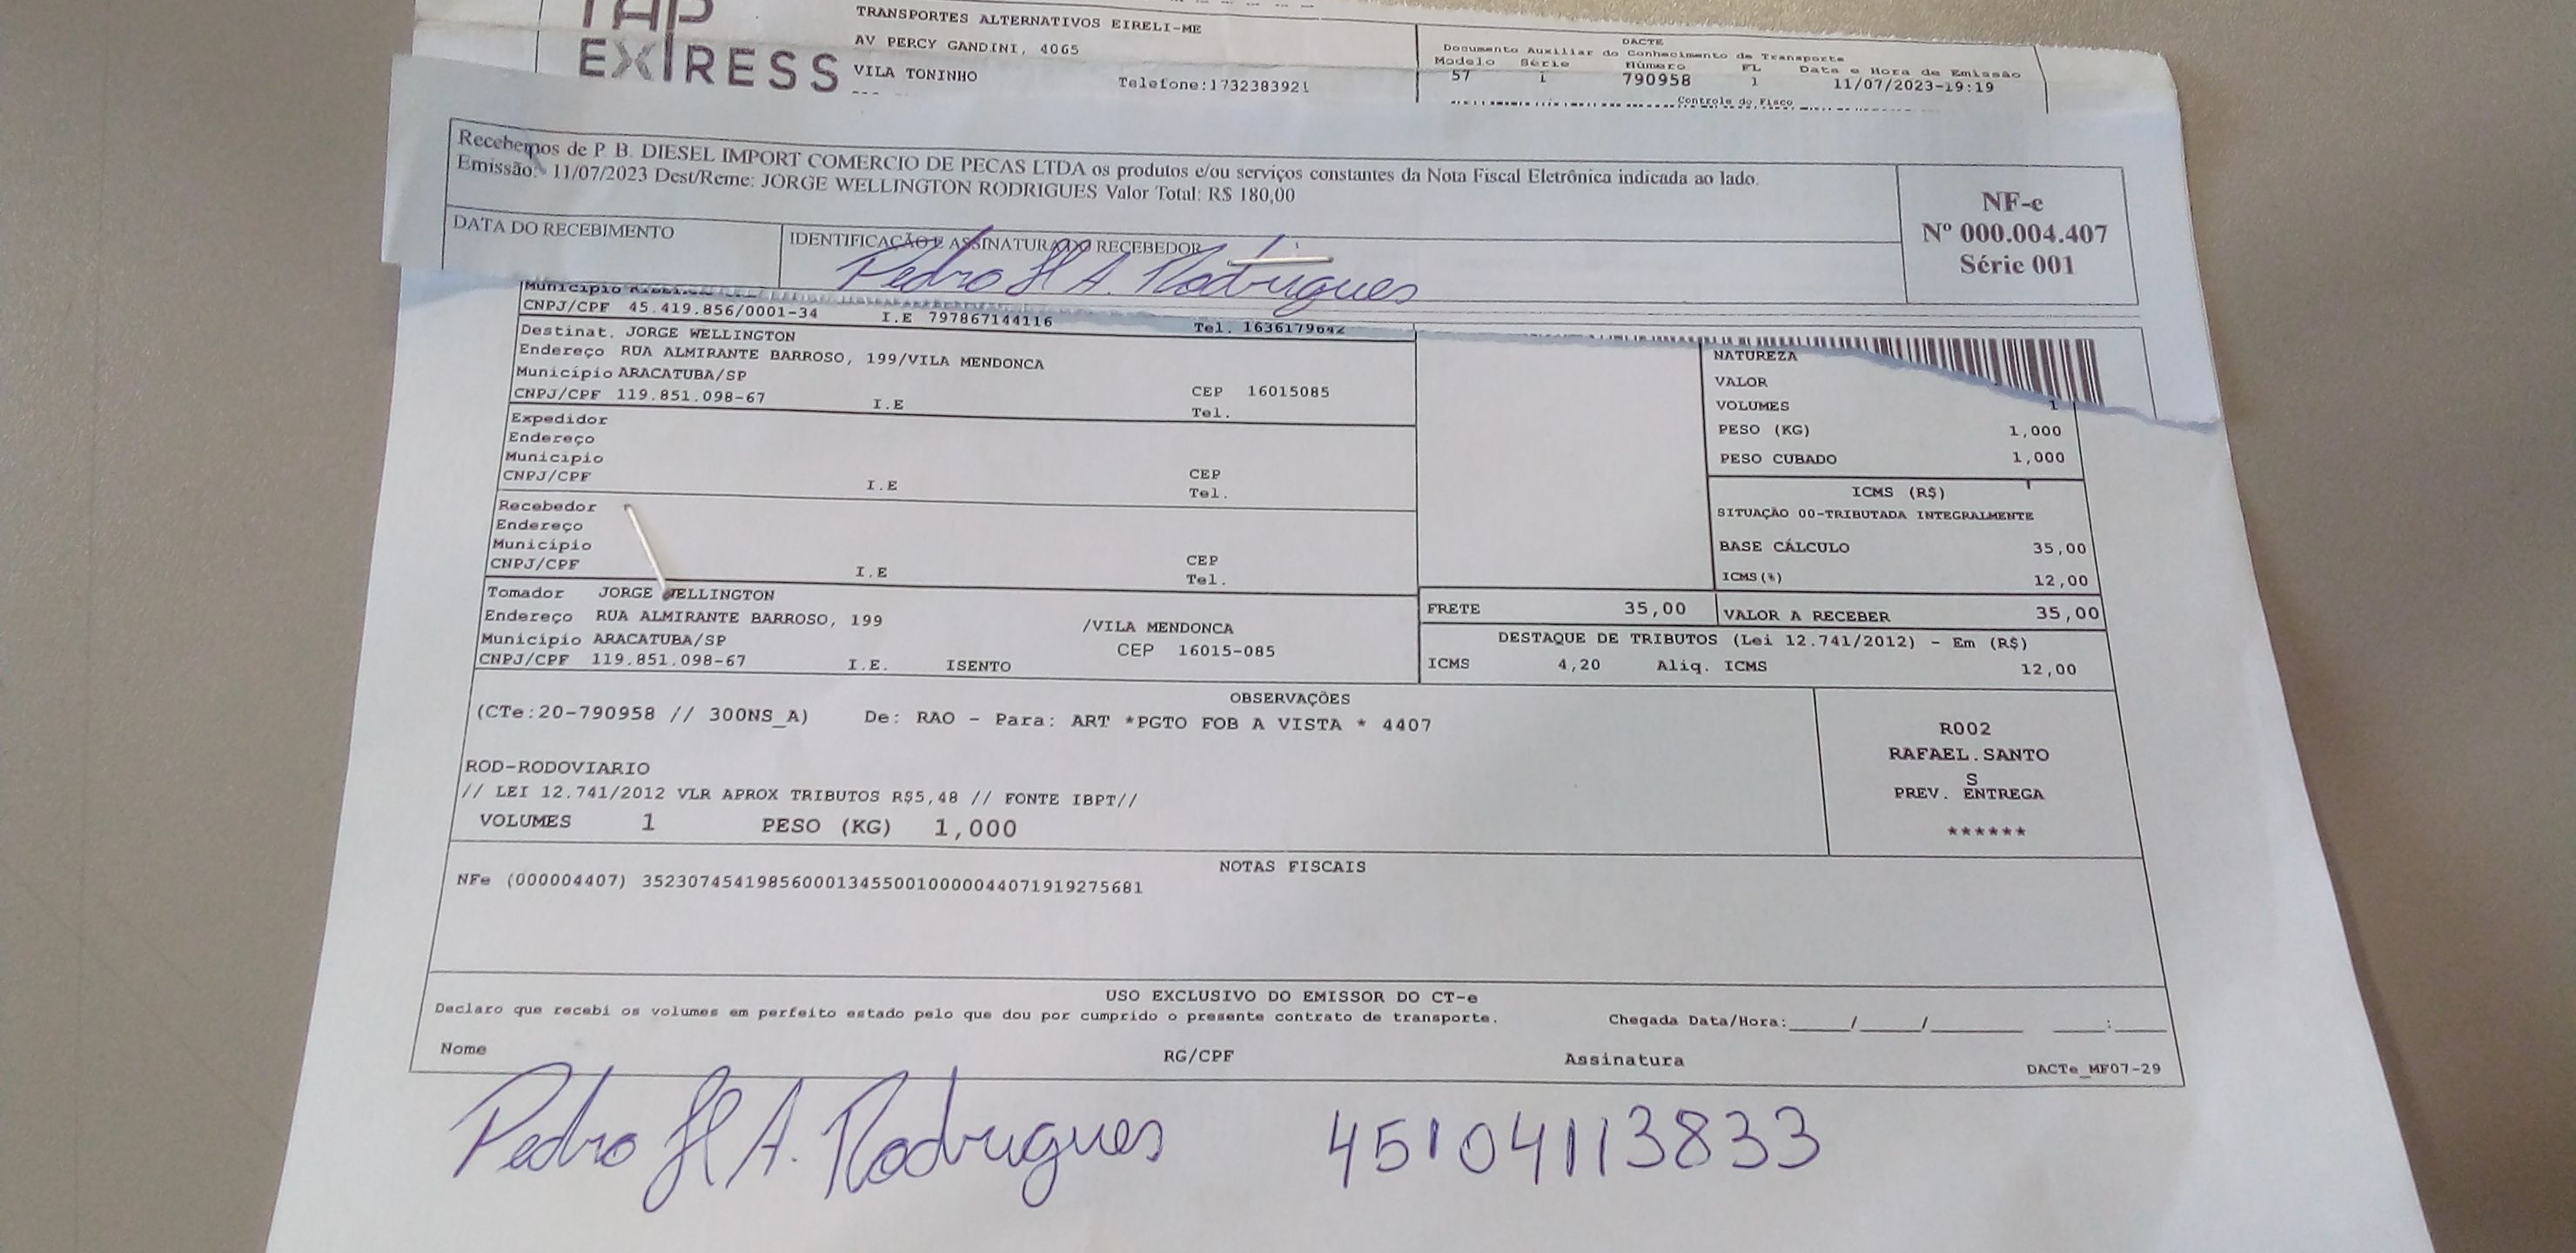 TAP
EXPRESS
TRANSPORTES ALTERNATIVOS EIRELI-ME
AV PERCY GANDINI, 4065
VILA TONINHO Telefone:1732383921
DACTE
Documento Auxiliar do Conhecimento de Transporte
Modelo Série Número FL Data e Hora de Emissão
57 1 790958 1 11/07/2023-19:19
Controle do Fisco
Recebemos de P. B. DIESEL IMPORT COMERCIO DE PECAS LTDA os produtos e/ou serviços constantes da Nota Fiscal Eletrônica indicada ao lado.
Emissão: 11/07/2023 Dest/Reme: JORGE WELLINGTON RODRIGUES Valor Total: R$ 180,00
NF-e
Nº 000.004.407
Série 001
DATA DO RECEBIMENTO
IDENTIFICAÇÃO E ASSINATURA DO RECEBEDOR
Pedro H A. Rodrigues
Município
CNPJ/CPF 45.419.856/0001-34 I.E 797867144116 Tel. 1636179642
Destinat. JORGE WELLINGTON
Endereço RUA ALMIRANTE BARROSO, 199/VILA MENDONCA
Município ARACATUBA/SP CEP 16015085
CNPJ/CPF 119.851.098-67 I.E Tel.
Expedidor
Endereço
Município CEP
CNPJ/CPF I.E Tel.
Recebedor
Endereço
Município CEP
CNPJ/CPF I.E Tel.
Tomador JORGE WELLINGTON
Endereço RUA ALMIRANTE BARROSO, 199 /VILA MENDONCA
Município ARACATUBA/SP CEP 16015-085
CNPJ/CPF 119.851.098-67 I.E. ISENTO
NATUREZA
VALOR
VOLUMES 1
PESO (KG) 1,000
PESO CUBADO 1,000
ICMS (R$)
SITUAÇÃO 00-TRIBUTADA INTEGRALMENTE
BASE CÁLCULO 35,00
ICMS(%) 12,00
FRETE 35,00 VALOR A RECEBER 35,00
DESTAQUE DE TRIBUTOS (Lei 12.741/2012) - Em (R$)
ICMS 4,20 Aliq. ICMS 12,00
OBSERVAÇÕES
(CTe:20-790958 // 300NS_A) De: RAO - Para: ART *PGTO FOB A VISTA * 4407
ROD-RODOVIARIO
// LEI 12.741/2012 VLR APROX TRIBUTOS R$5,48 // FONTE IBPT//
VOLUMES 1 PESO (KG) 1,000
R002
RAFAEL.SANTO
S
PREV. ENTREGA
******
NOTAS FISCAIS
NFe (000004407) 35230745419856000134550010000044071919275681
USO EXCLUSIVO DO EMISSOR DO CT-e
Declaro que recebi os volumes em perfeito estado pelo que dou por cumprido o presente contrato de transporte. Chegada Data/Hora:_____/_____/________ ____:____
Nome RG/CPF Assinatura
DACTe_MF07-29
Pedro H A. Rodrigues 45104113833